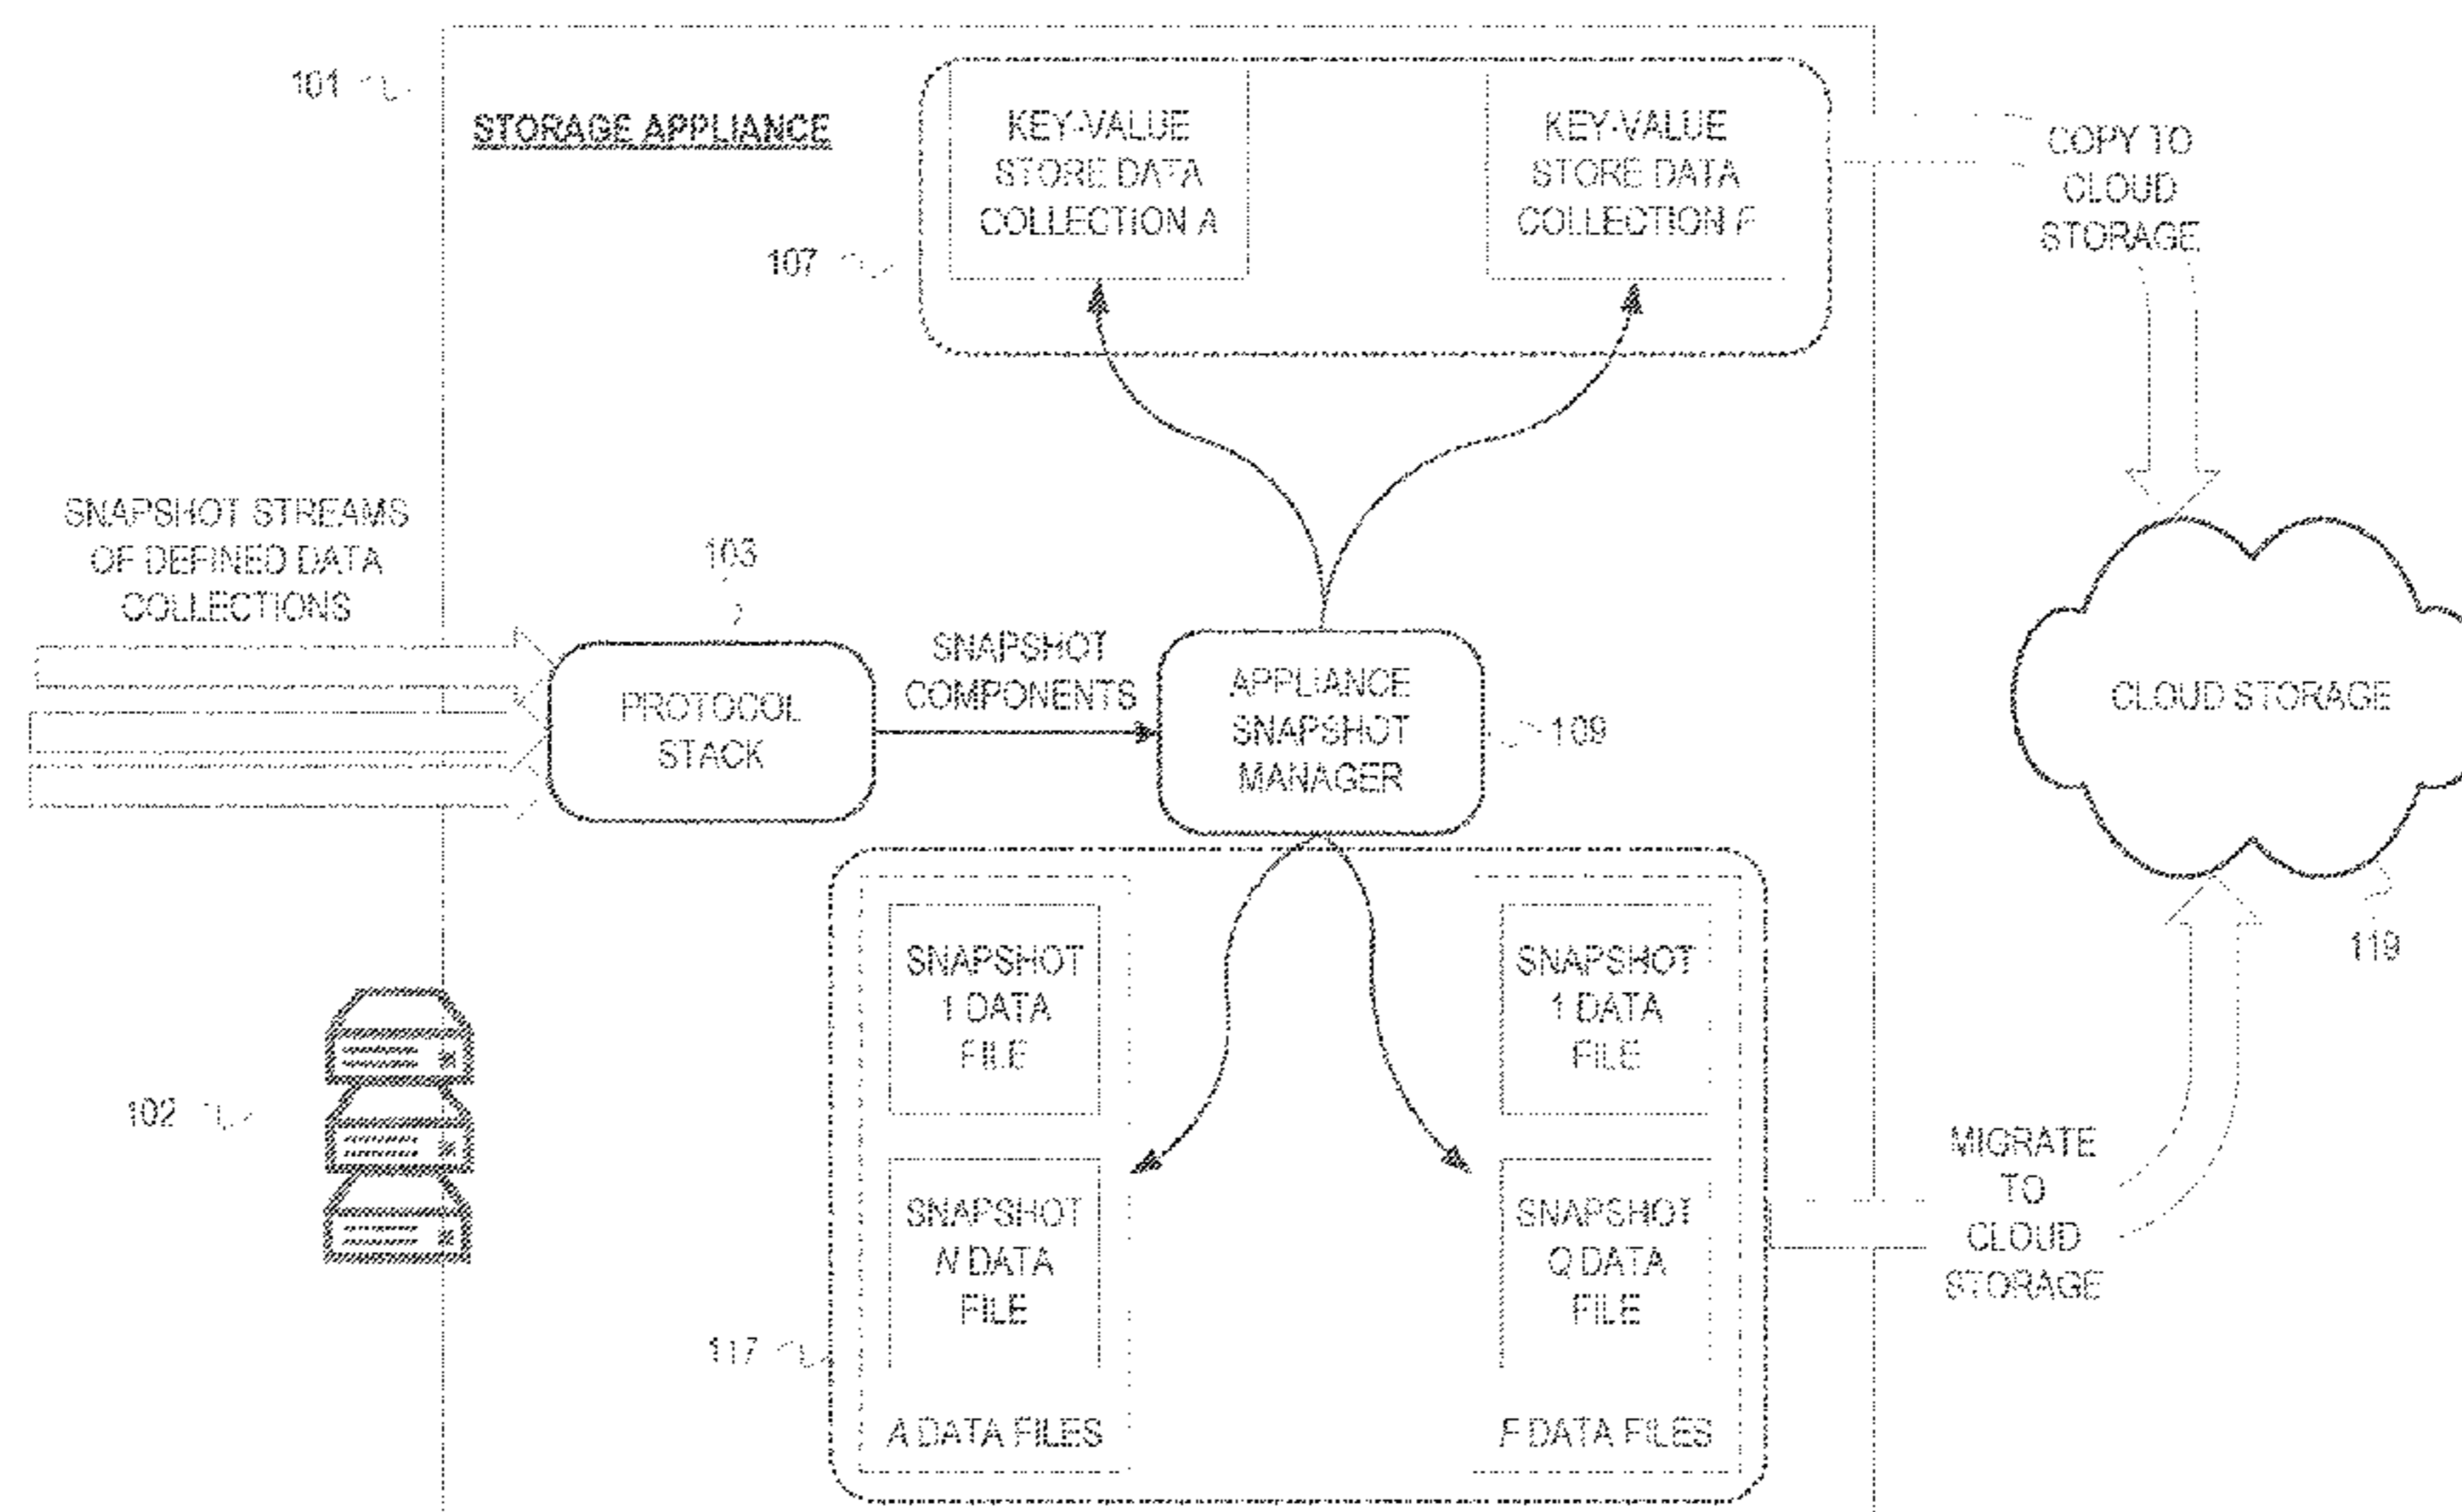 101
STORAGE APPLIANCE
KEY-VALUE
STORE DATA
COLLECTION A
KEY-VALUE
STORE DATA
COLLECTION F
107
COPY TO
CLOUD
STORAGE
SNAPSHOT STREAMS
OF DEFINED DATA
COLLECTIONS
103
PROTOCOL
STACK
SNAPSHOT
COMPONENTS
APPLIANCE
SNAPSHOT
MANAGER
109
CLOUD STORAGE
119
102
SNAPSHOT
1 DATA
FILE
SNAPSHOT
N DATA
FILE
A DATA FILES
SNAPSHOT
1 DATA
FILE
SNAPSHOT
Q DATA
FILE
F DATA FILES
117
MIGRATE
TO
CLOUD
STORAGE